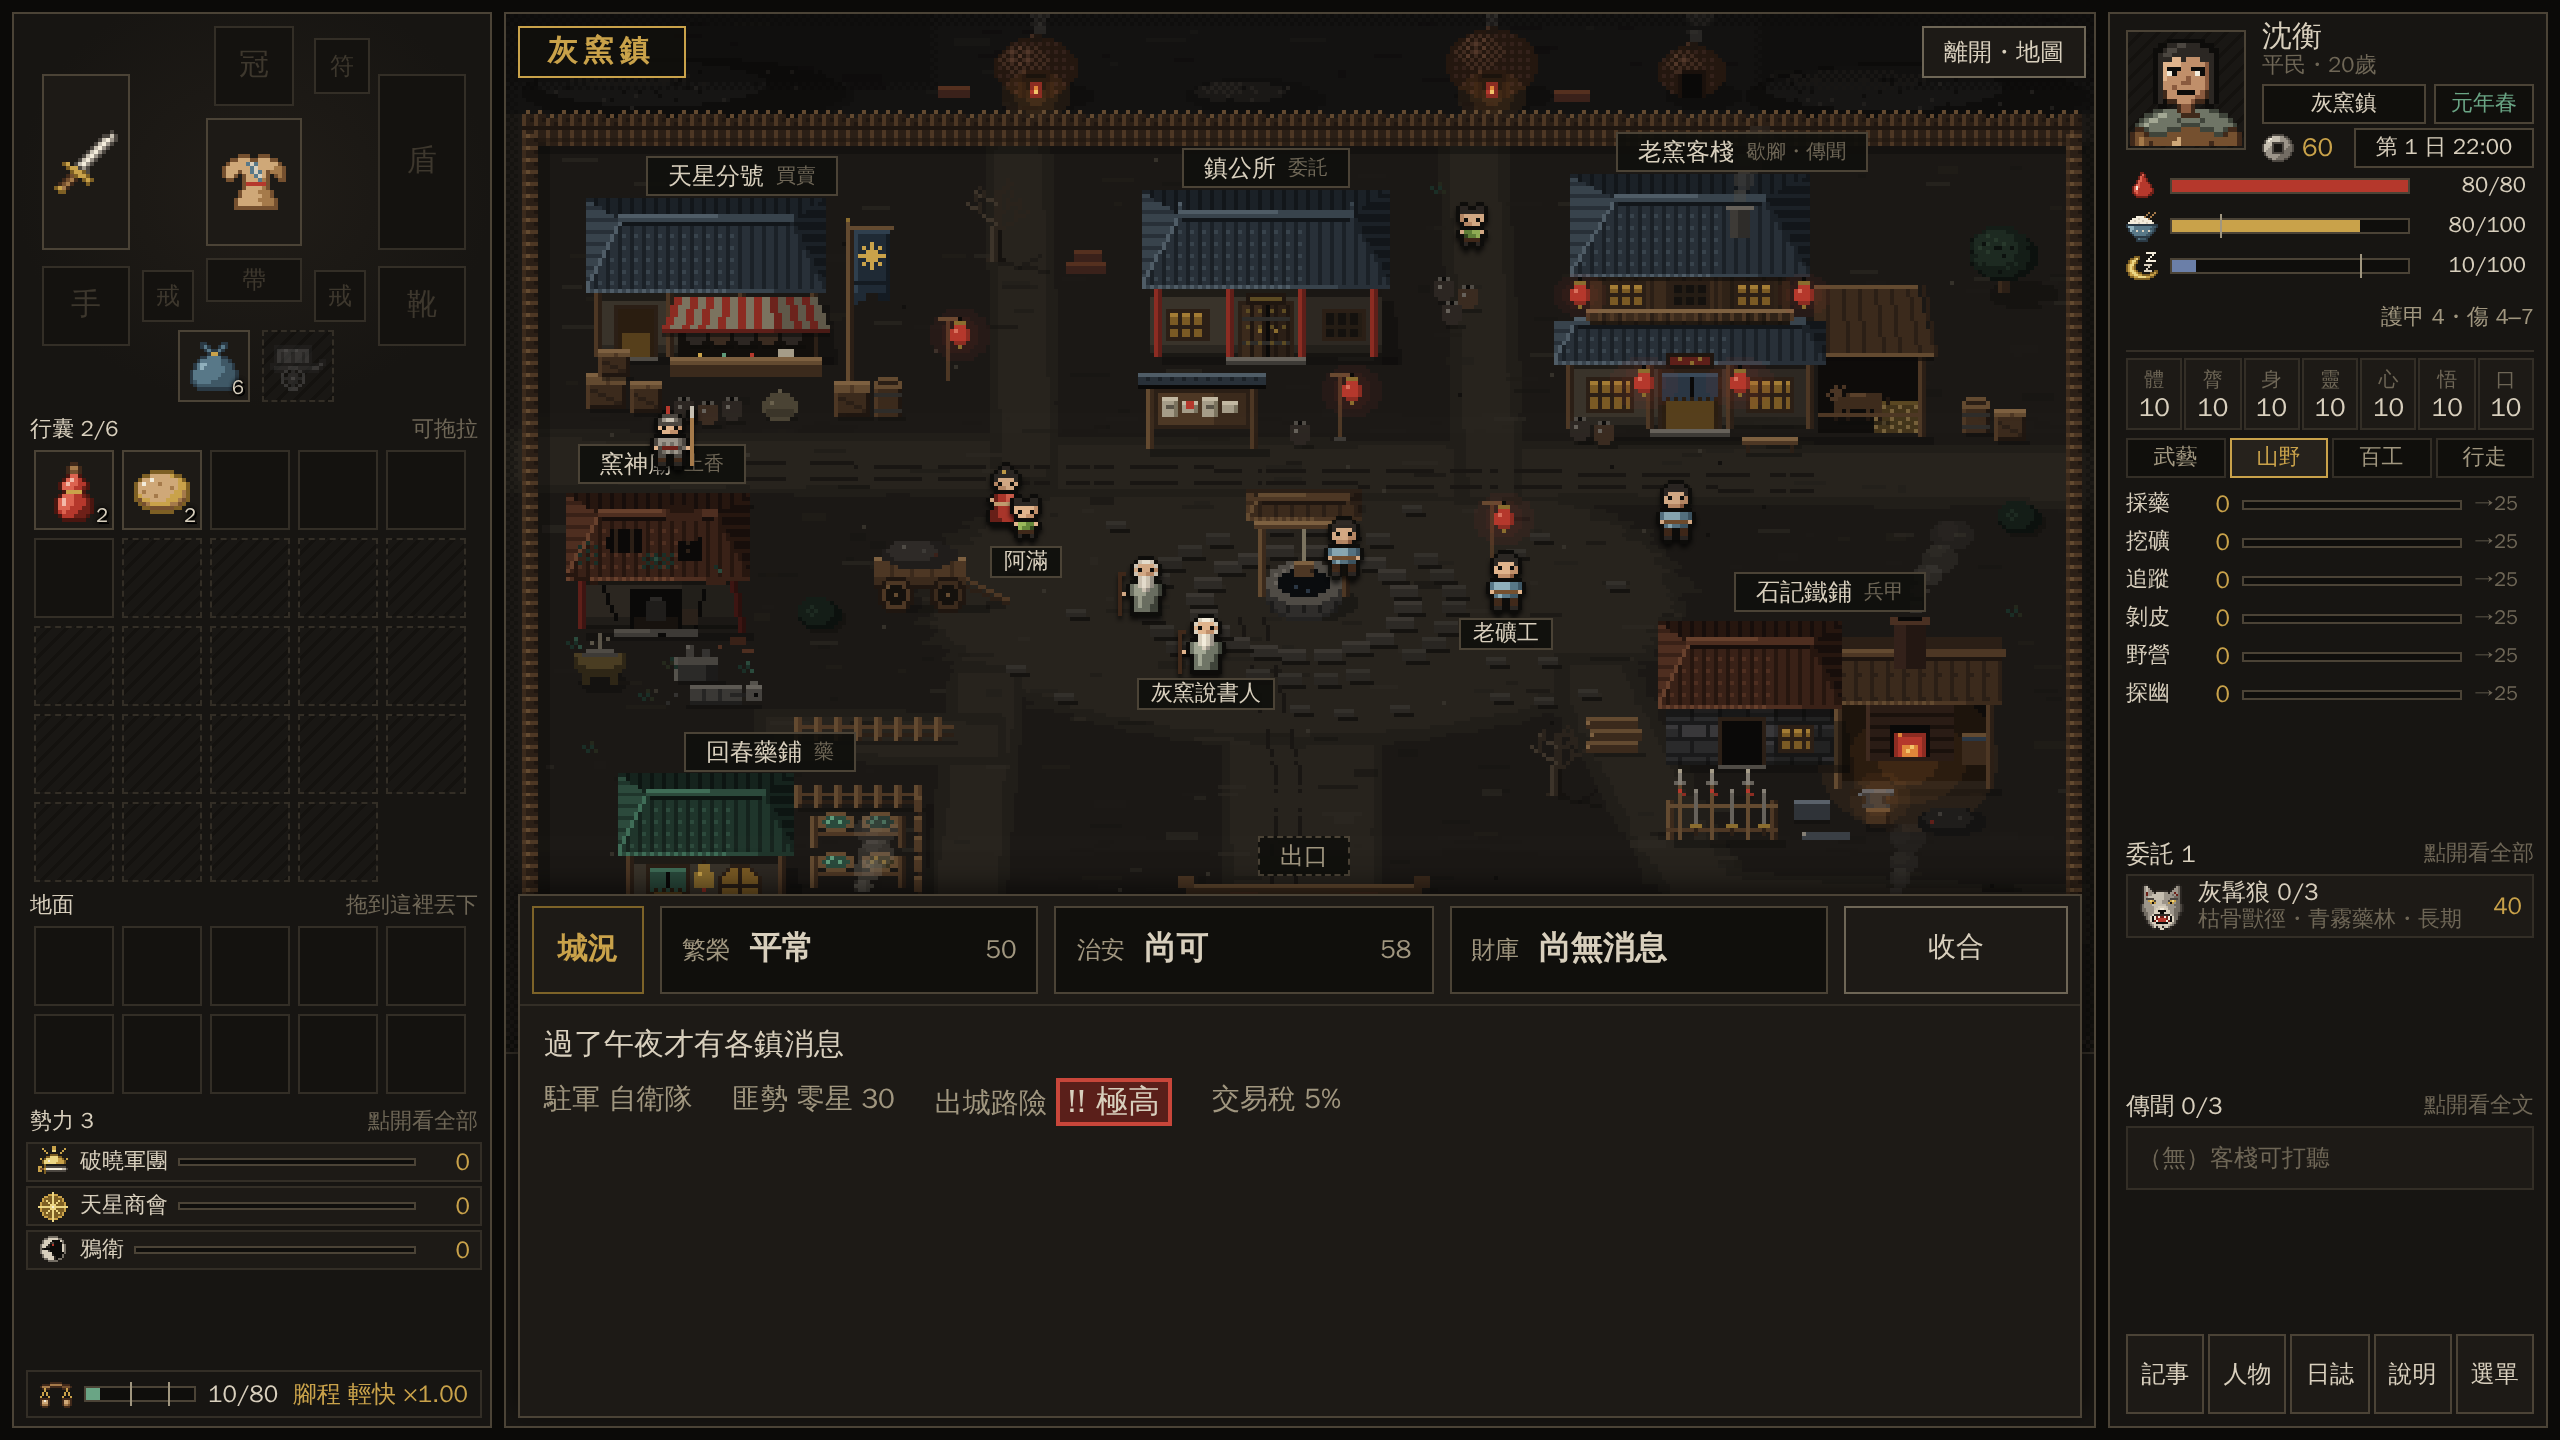 冠
符
盾
手
戒
帶
戒
靴
6
行囊 2/6 可拖拉
2
2
地面 拖到這裡丟下
勢力 3 點開看全部
破曉軍團 0
天星商會 0
鴉衛 0
10/80 腳程 輕快 ×1.00
灰窯鎮
離開・地圖
天星分號 買賣
鎮公所 委託
老窯客棧 歇腳・傳聞
窯神 上香
阿滿
老礦工
灰窯說書人
石記鐵鋪 兵甲
回春藥鋪 藥
出口
城況 繁榮 平常 50 治安 尚可 58 財庫 尚無消息 收合
過了午夜才有各鎮消息
駐軍 自衛隊 匪勢 零星 30 出城路險 !! 極高 交易稅 5%
沈衡
平民・20歲
灰窯鎮 元年春
60 第 1 日 22:00
80/80
80/100
10/100
護甲 4・傷 4–7
體 膂 身 靈 心 悟 口
10 10 10 10 10 10 10
武藝 山野 百工 行走
採藥 0 →25
挖礦 0 →25
追蹤 0 →25
剝皮 0 →25
野營 0 →25
探幽 0 →25
委託 1 點開看全部
灰鬃狼 0/3 40
枯骨獸徑・青霧藥林・長期
傳聞 0/3 點開看全文
（無）客棧可打聽
記事 人物 日誌 說明 選單